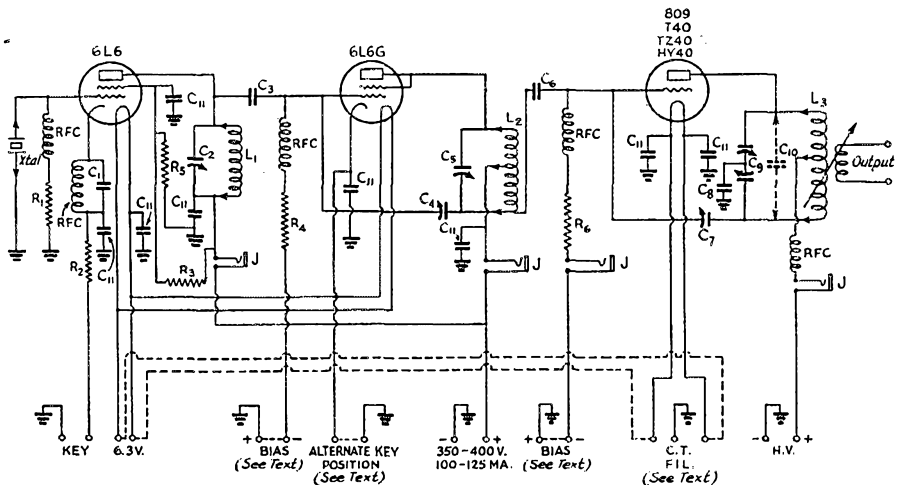 6L6
6L6G
809
T40
TZ40
HY40
Xtal
RFC
R1
RFC
C1
C11
R2
C11
C11
R5
C2
C11
L1
R3
J
C3
RFC
R4
C11
C4
C5
C11
L2
J
C6
RFC
R6
J
C11
C11
C8
C9
C10
C7
L3
Output
RFC
J
KEY
6.3V.
+ -
BIAS
(See Text)
ALTERNATE KEY
POSITION
(See Text)
- +
350-400 V.
100-125 MA.
+ -
BIAS
(See Text)
C.T.
FIL.
(See Text)
- +
H.V.